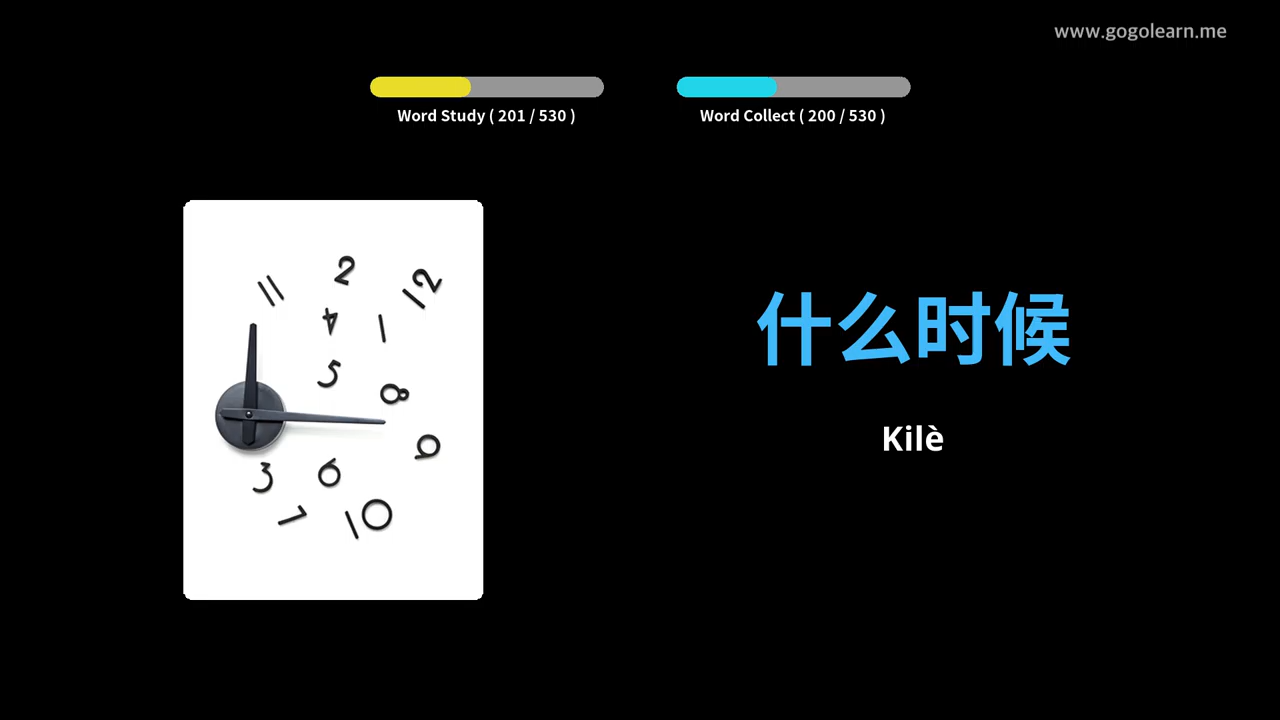 www.gogolearn.me
Word Study ( 201 / 530 )
Word Collect ( 200 / 530 )
11
2
12
4
1
5
8
9
3
6
7
10
什么时候
Kilè